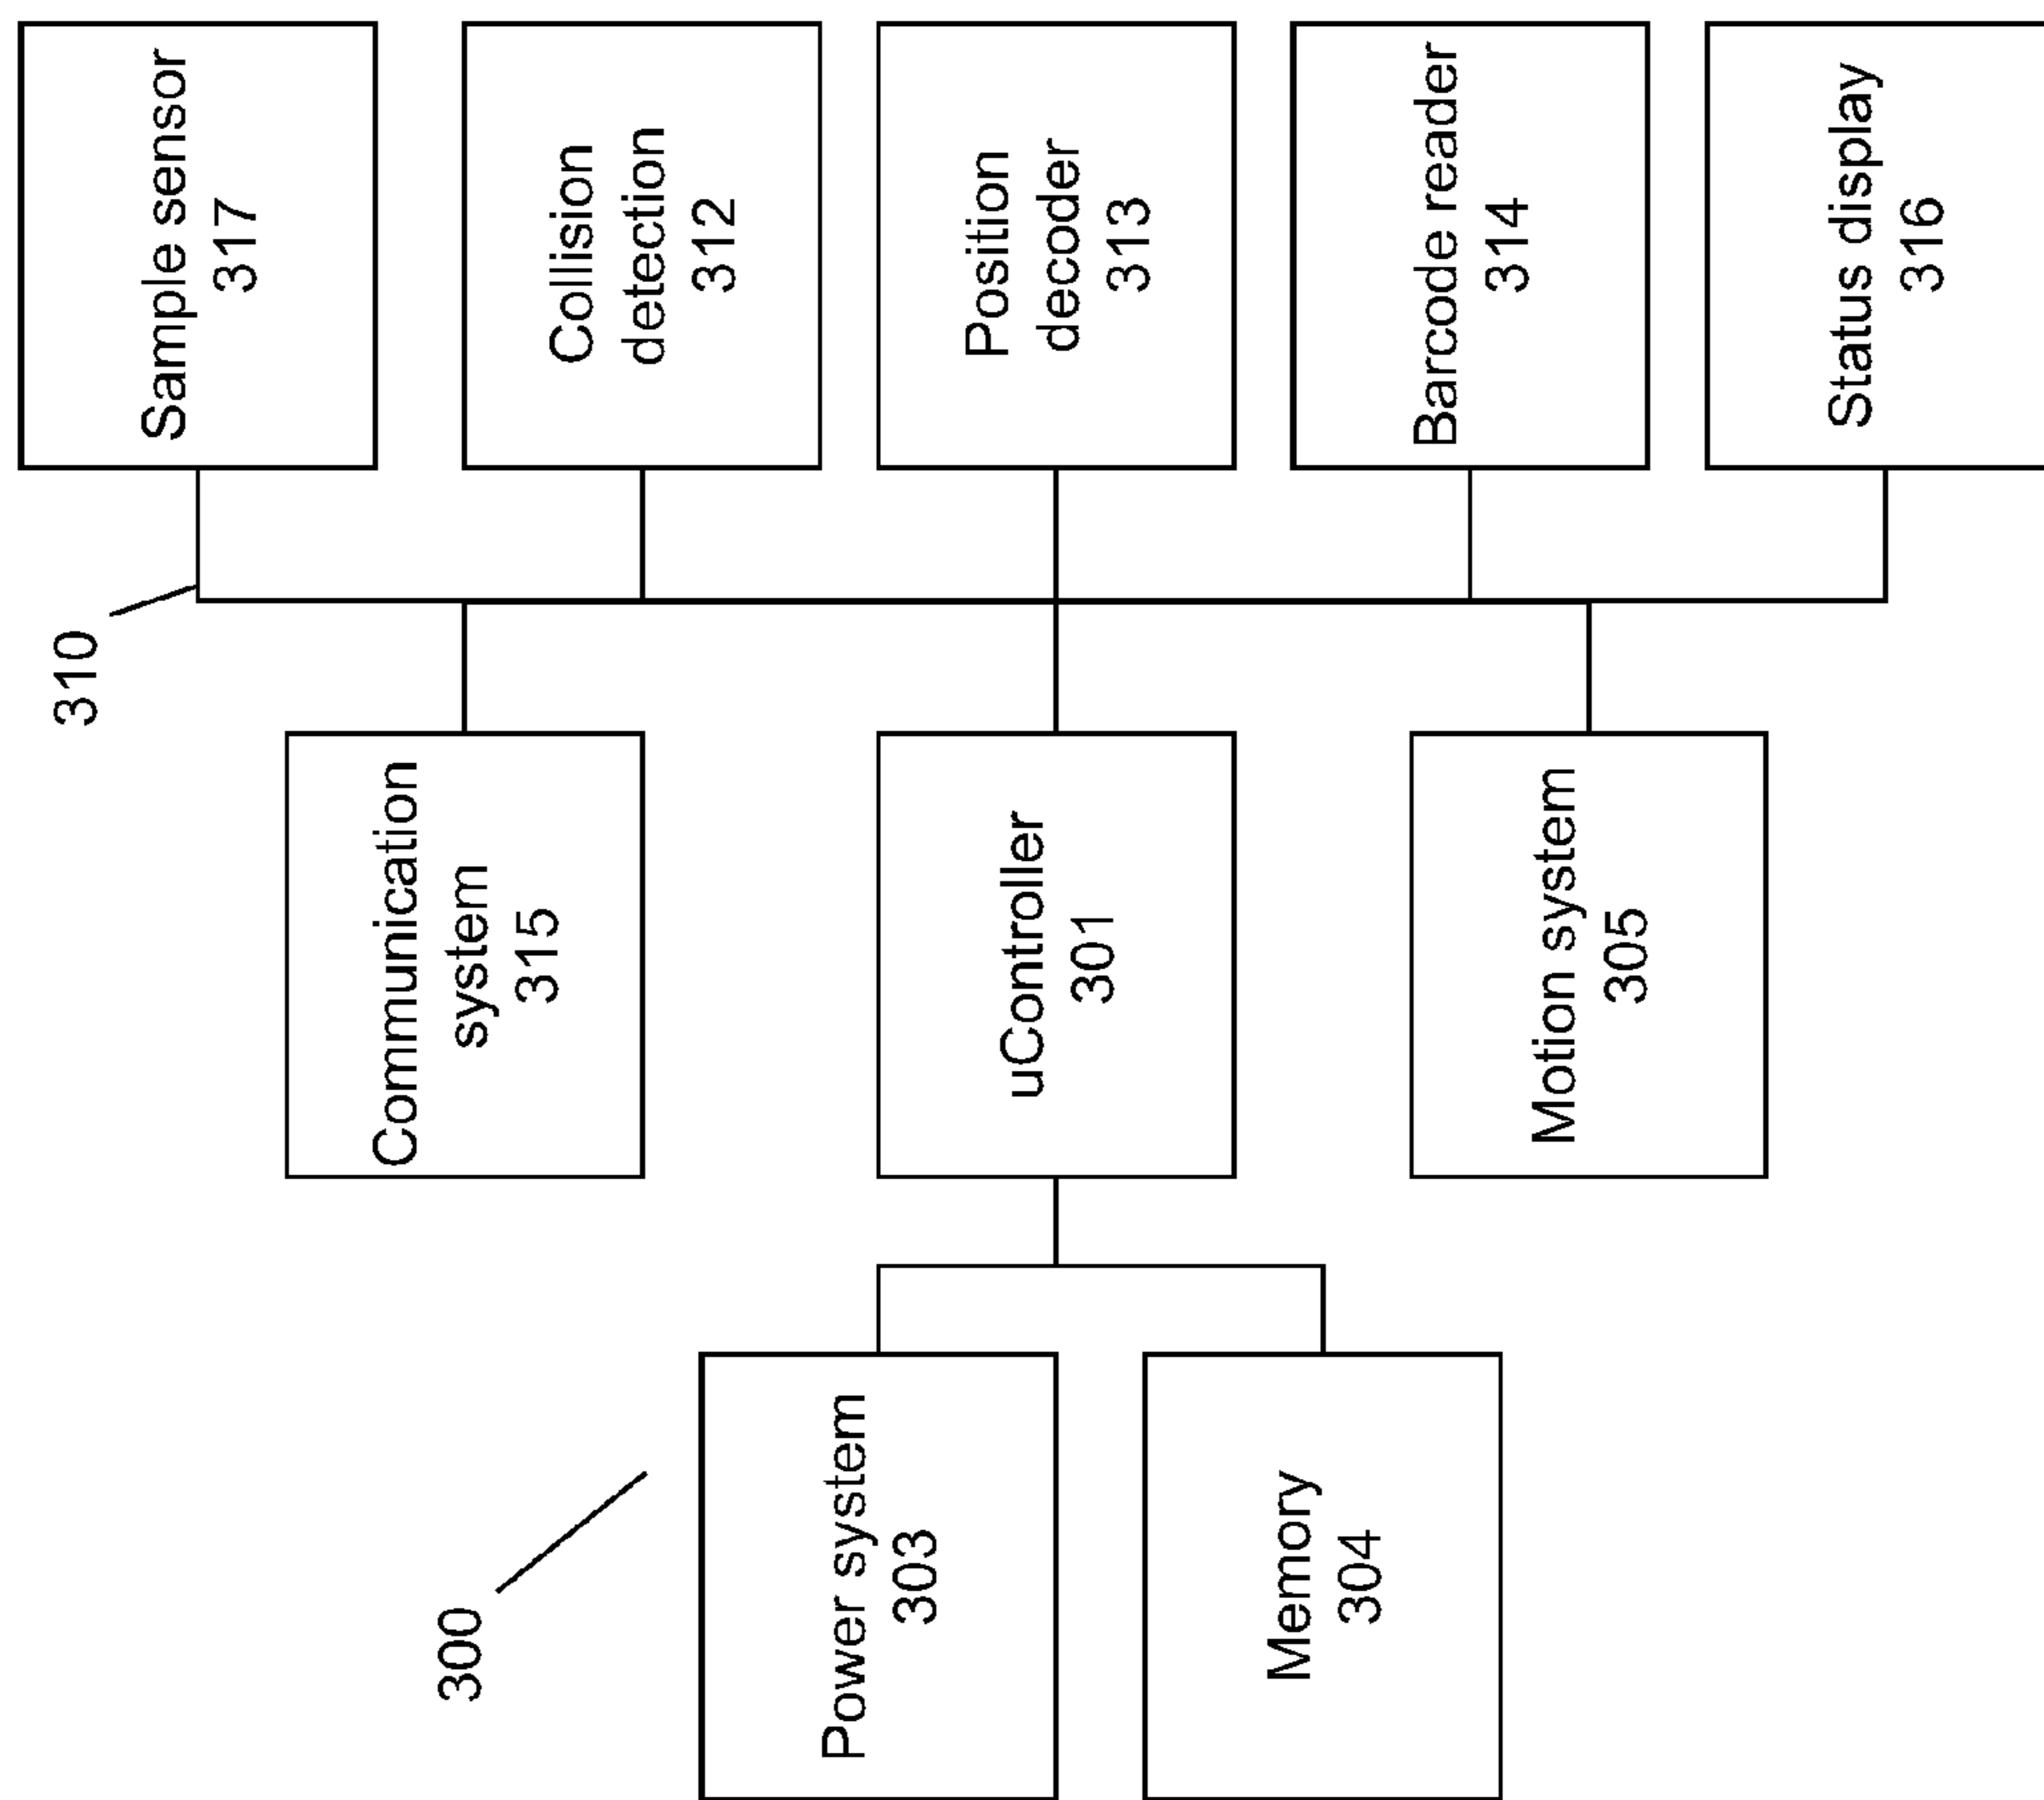 300
Power system
303
Memory
304
Communication
system
315
uController
301
Motion system
305
310
Sample sensor
317
Collision
detection
312
Position
decoder
313
Barcode reader
314
Status display
316